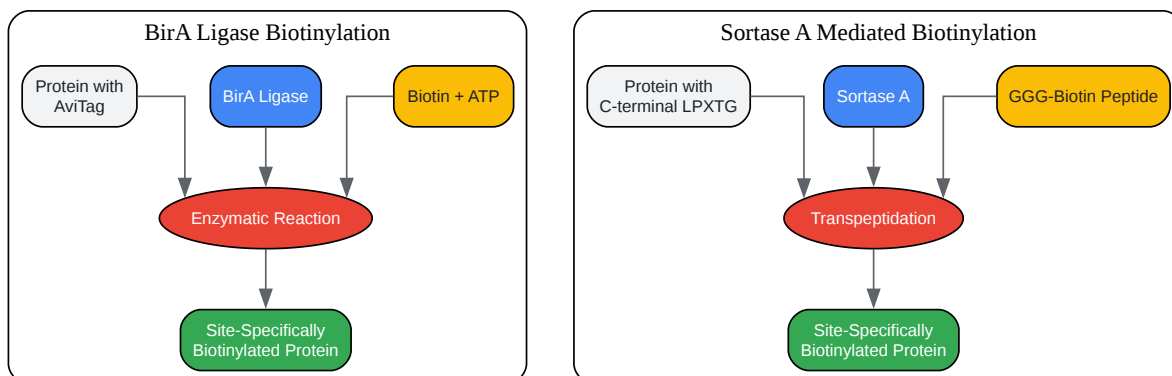 BirA Ligase Biotinylation
Protein with
AviTag
BirA Ligase
Biotin + ATP
Enzymatic Reaction
Site-Specifically
Biotinylated Protein
Sortase A Mediated Biotinylation
Protein with
C-terminal LPXTG
Sortase A
GGG-Biotin Peptide
Transpeptidation
Site-Specifically
Biotinylated Protein